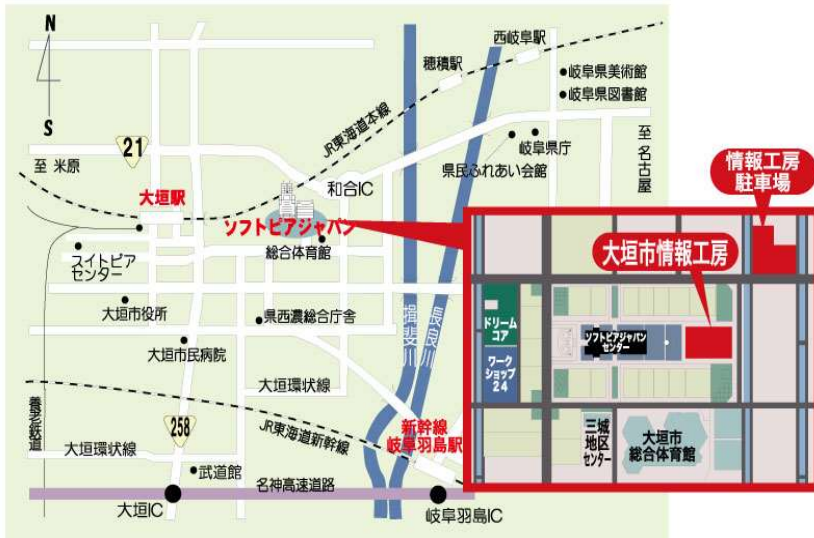 N
S
21
至 米原
大垣駅
スイトピア
センター
大垣市役所
大垣市民病院
養老鉄道
258
大垣環状線
武道館
大垣IC
名神高速道路
JR東海道新幹線
大垣環状線
県西濃総合庁舎
総合体育館
ソフトピアジャパン
和合IC
JR東海道本線
穂積駅
西岐阜駅
岐阜県美術館
岐阜県図書館
岐阜県庁
県民ふれあい会館
至 名古屋
揖斐川
長良川
新幹線
岐阜羽島駅
岐阜羽島IC
情報工房
駐車場
大垣市情報工房
ドリーム
コア
ワーク
ショップ
24
ソフトピアジャパン
センター
三城
地区
センター
大垣市
総合体育館